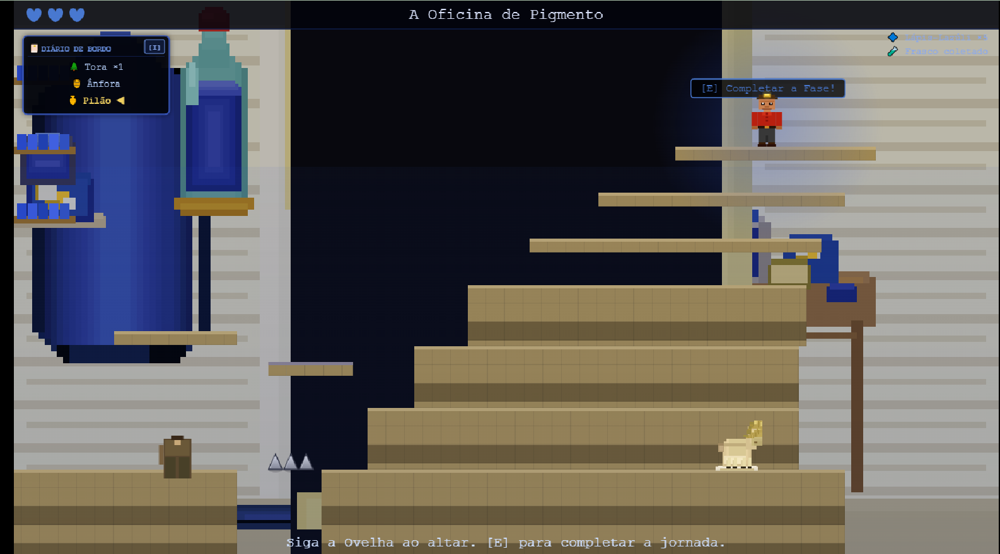 A Oficina de Pigmento
DIÁRIO DE BORDO [I]
Tora ×1
Ânfora
Pilão ◀
Frasco coletado
[E] Completar a Fase!
Siga a Ovelha ao altar. [E] para completar a jornada.